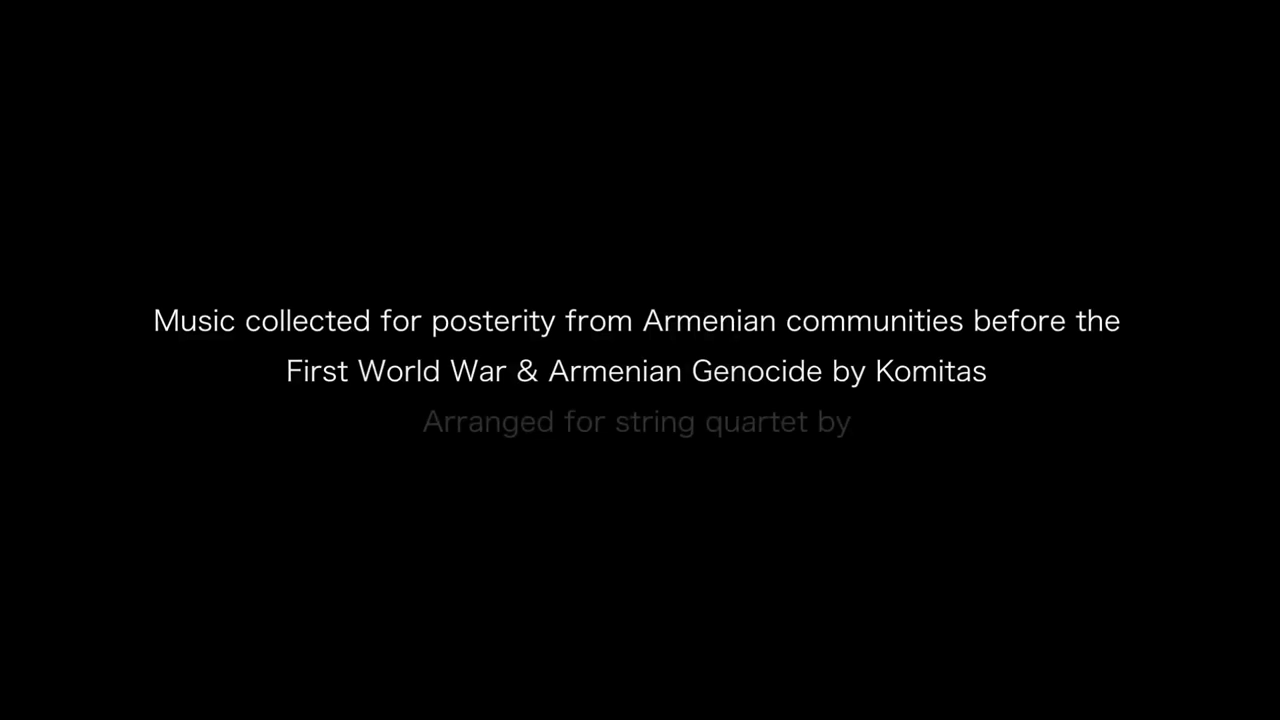 Music collected for posterity from Armenian communities before the
First World War & Armenian Genocide by Komitas
Arranged for string quartet by